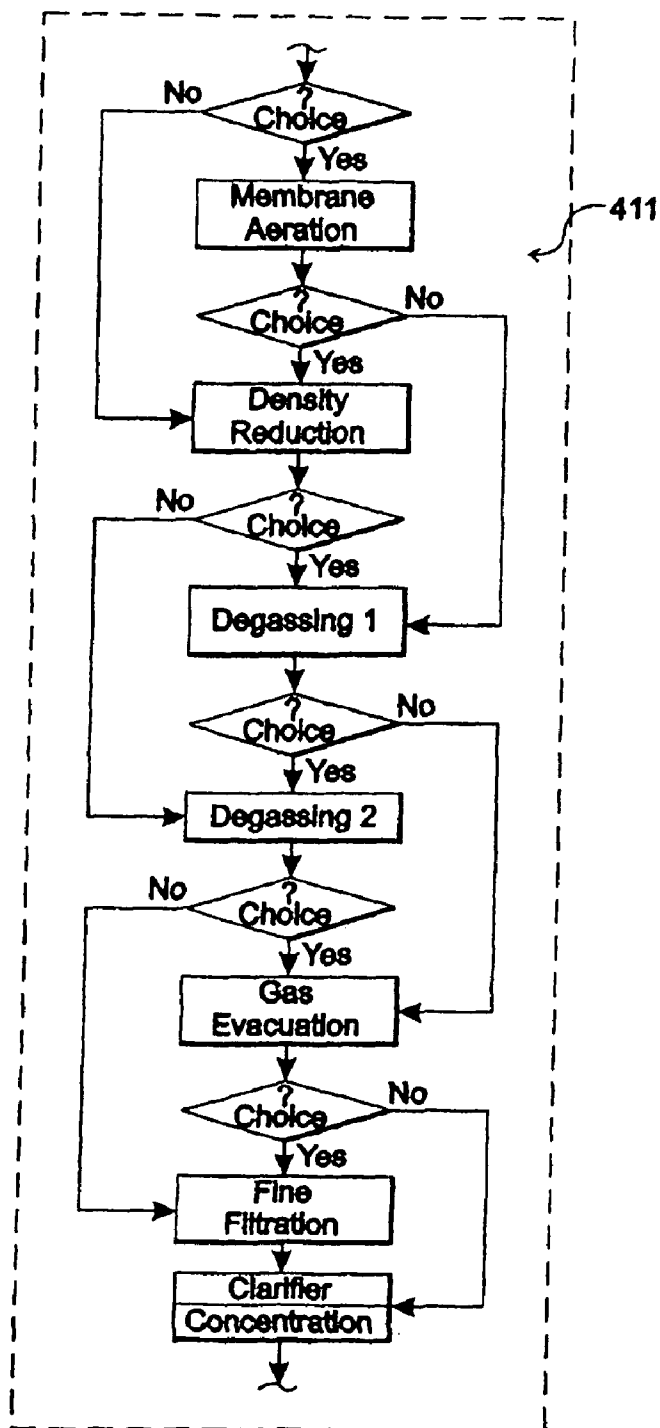 ?
Choice
No
Yes
Membrane
Aeration
411
?
Choice
No
Yes
Density
Reduction
?
Choice
No
Yes
Degassing 1
?
Choice
No
Yes
Degassing 2
?
Choice
No
Yes
Gas
Evacuation
?
Choice
No
Yes
Fine
Filtration
Clarifier
Concentration